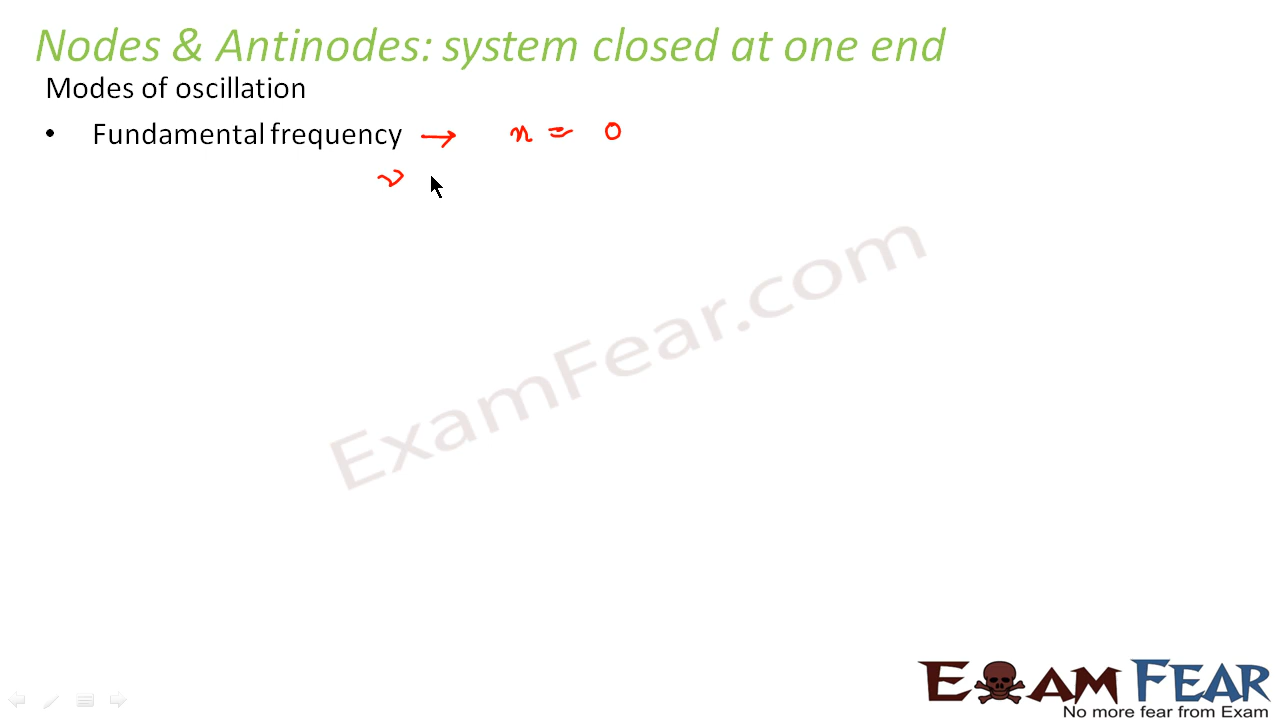 Nodes & Antinodes: system closed at one end
Modes of oscillation
• Fundamental frequency → n = 0
ν
ExamFear.com
EXAM FEAR
No more fear from Exam